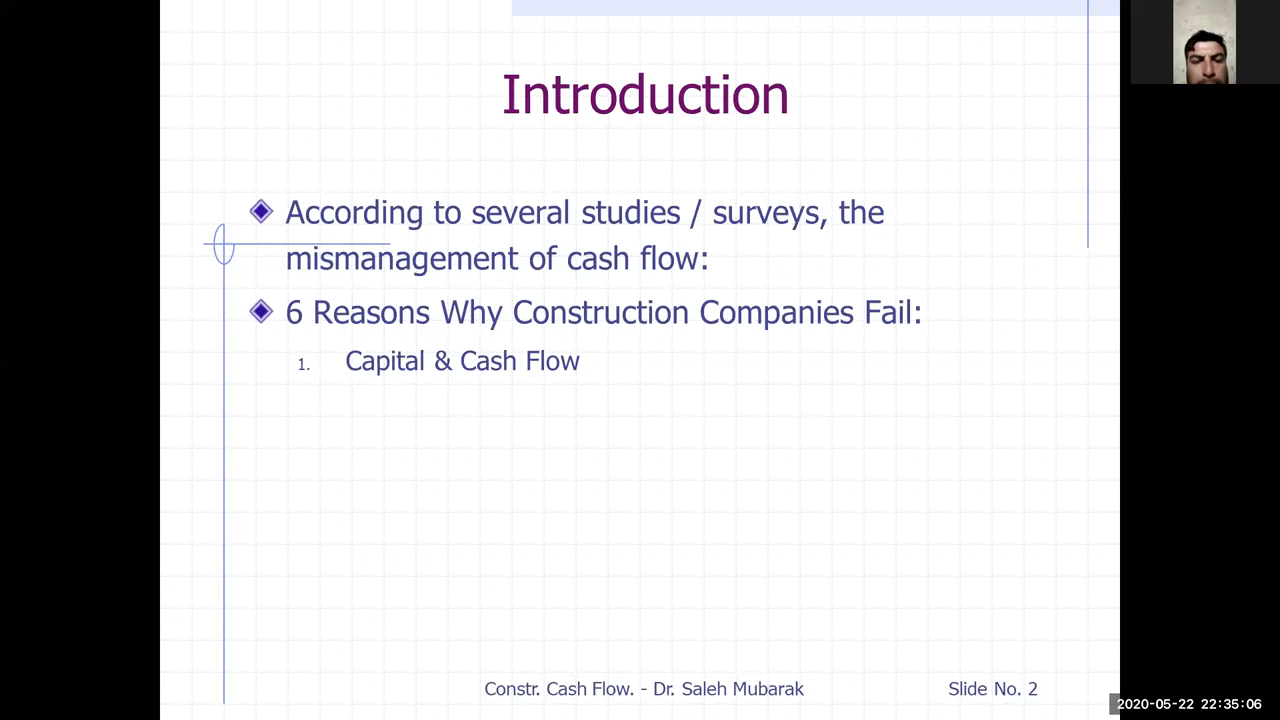 Introduction
According to several studies / surveys, the
mismanagement of cash flow:
6 Reasons Why Construction Companies Fail:
1. Capital & Cash Flow
Constr. Cash Flow. - Dr. Saleh Mubarak
Slide No. 2
2020-05-22 22:35:06